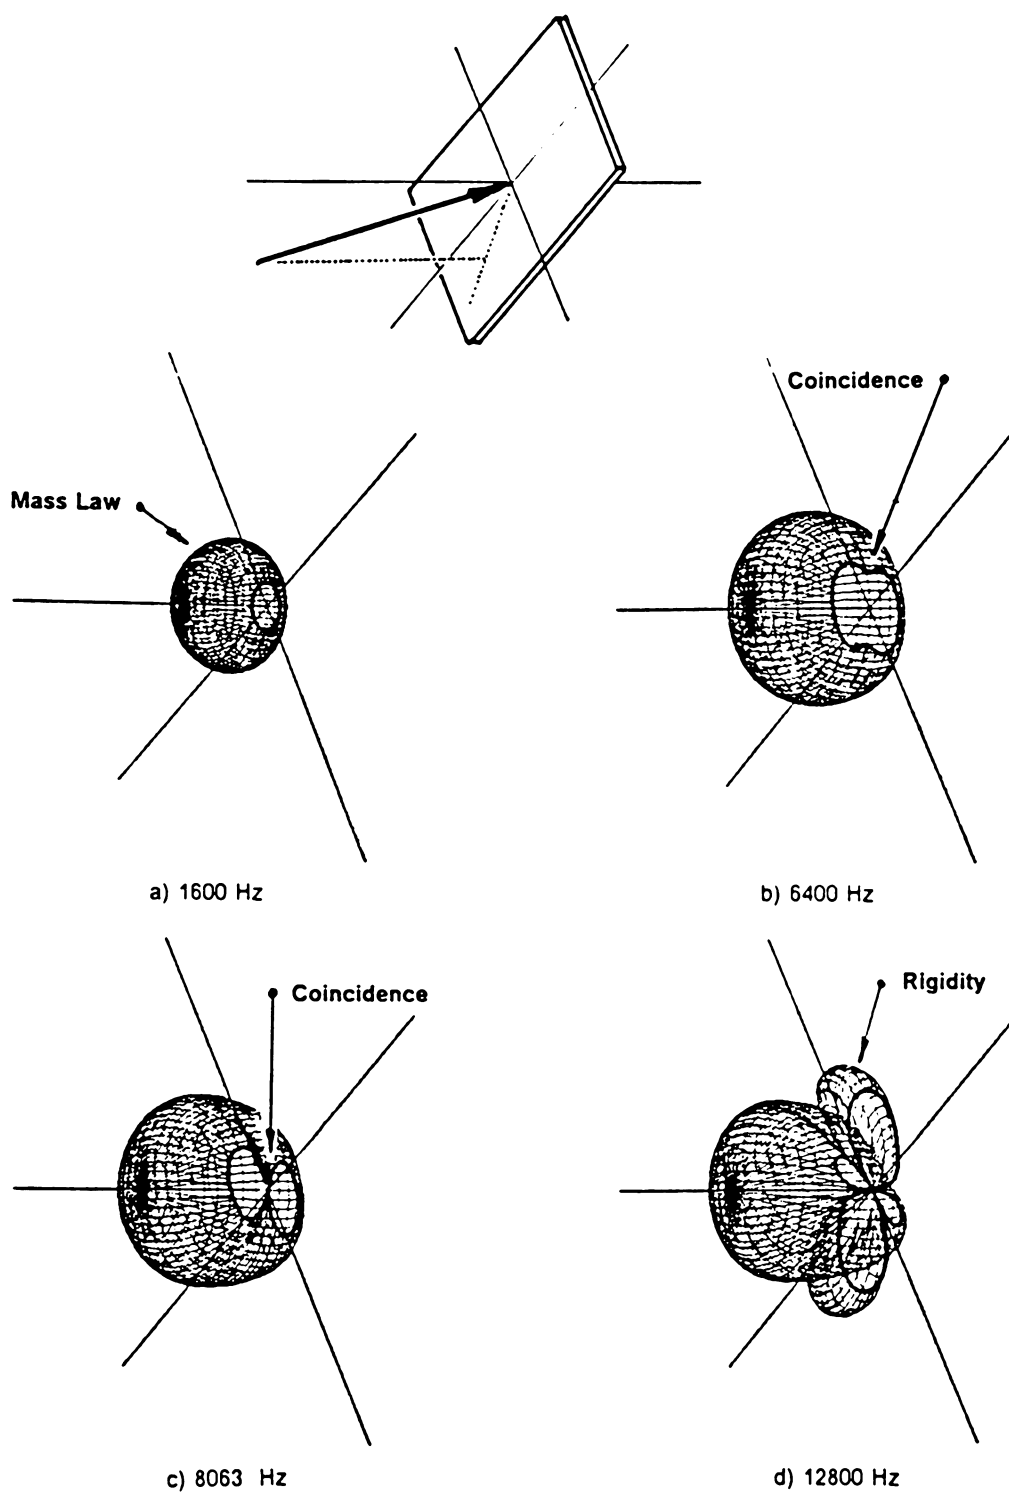 Coincidence
Mass Law
a) 1600 Hz
b) 6400 Hz
Coincidence
Rigidity
c) 8063 Hz
d) 12800 Hz